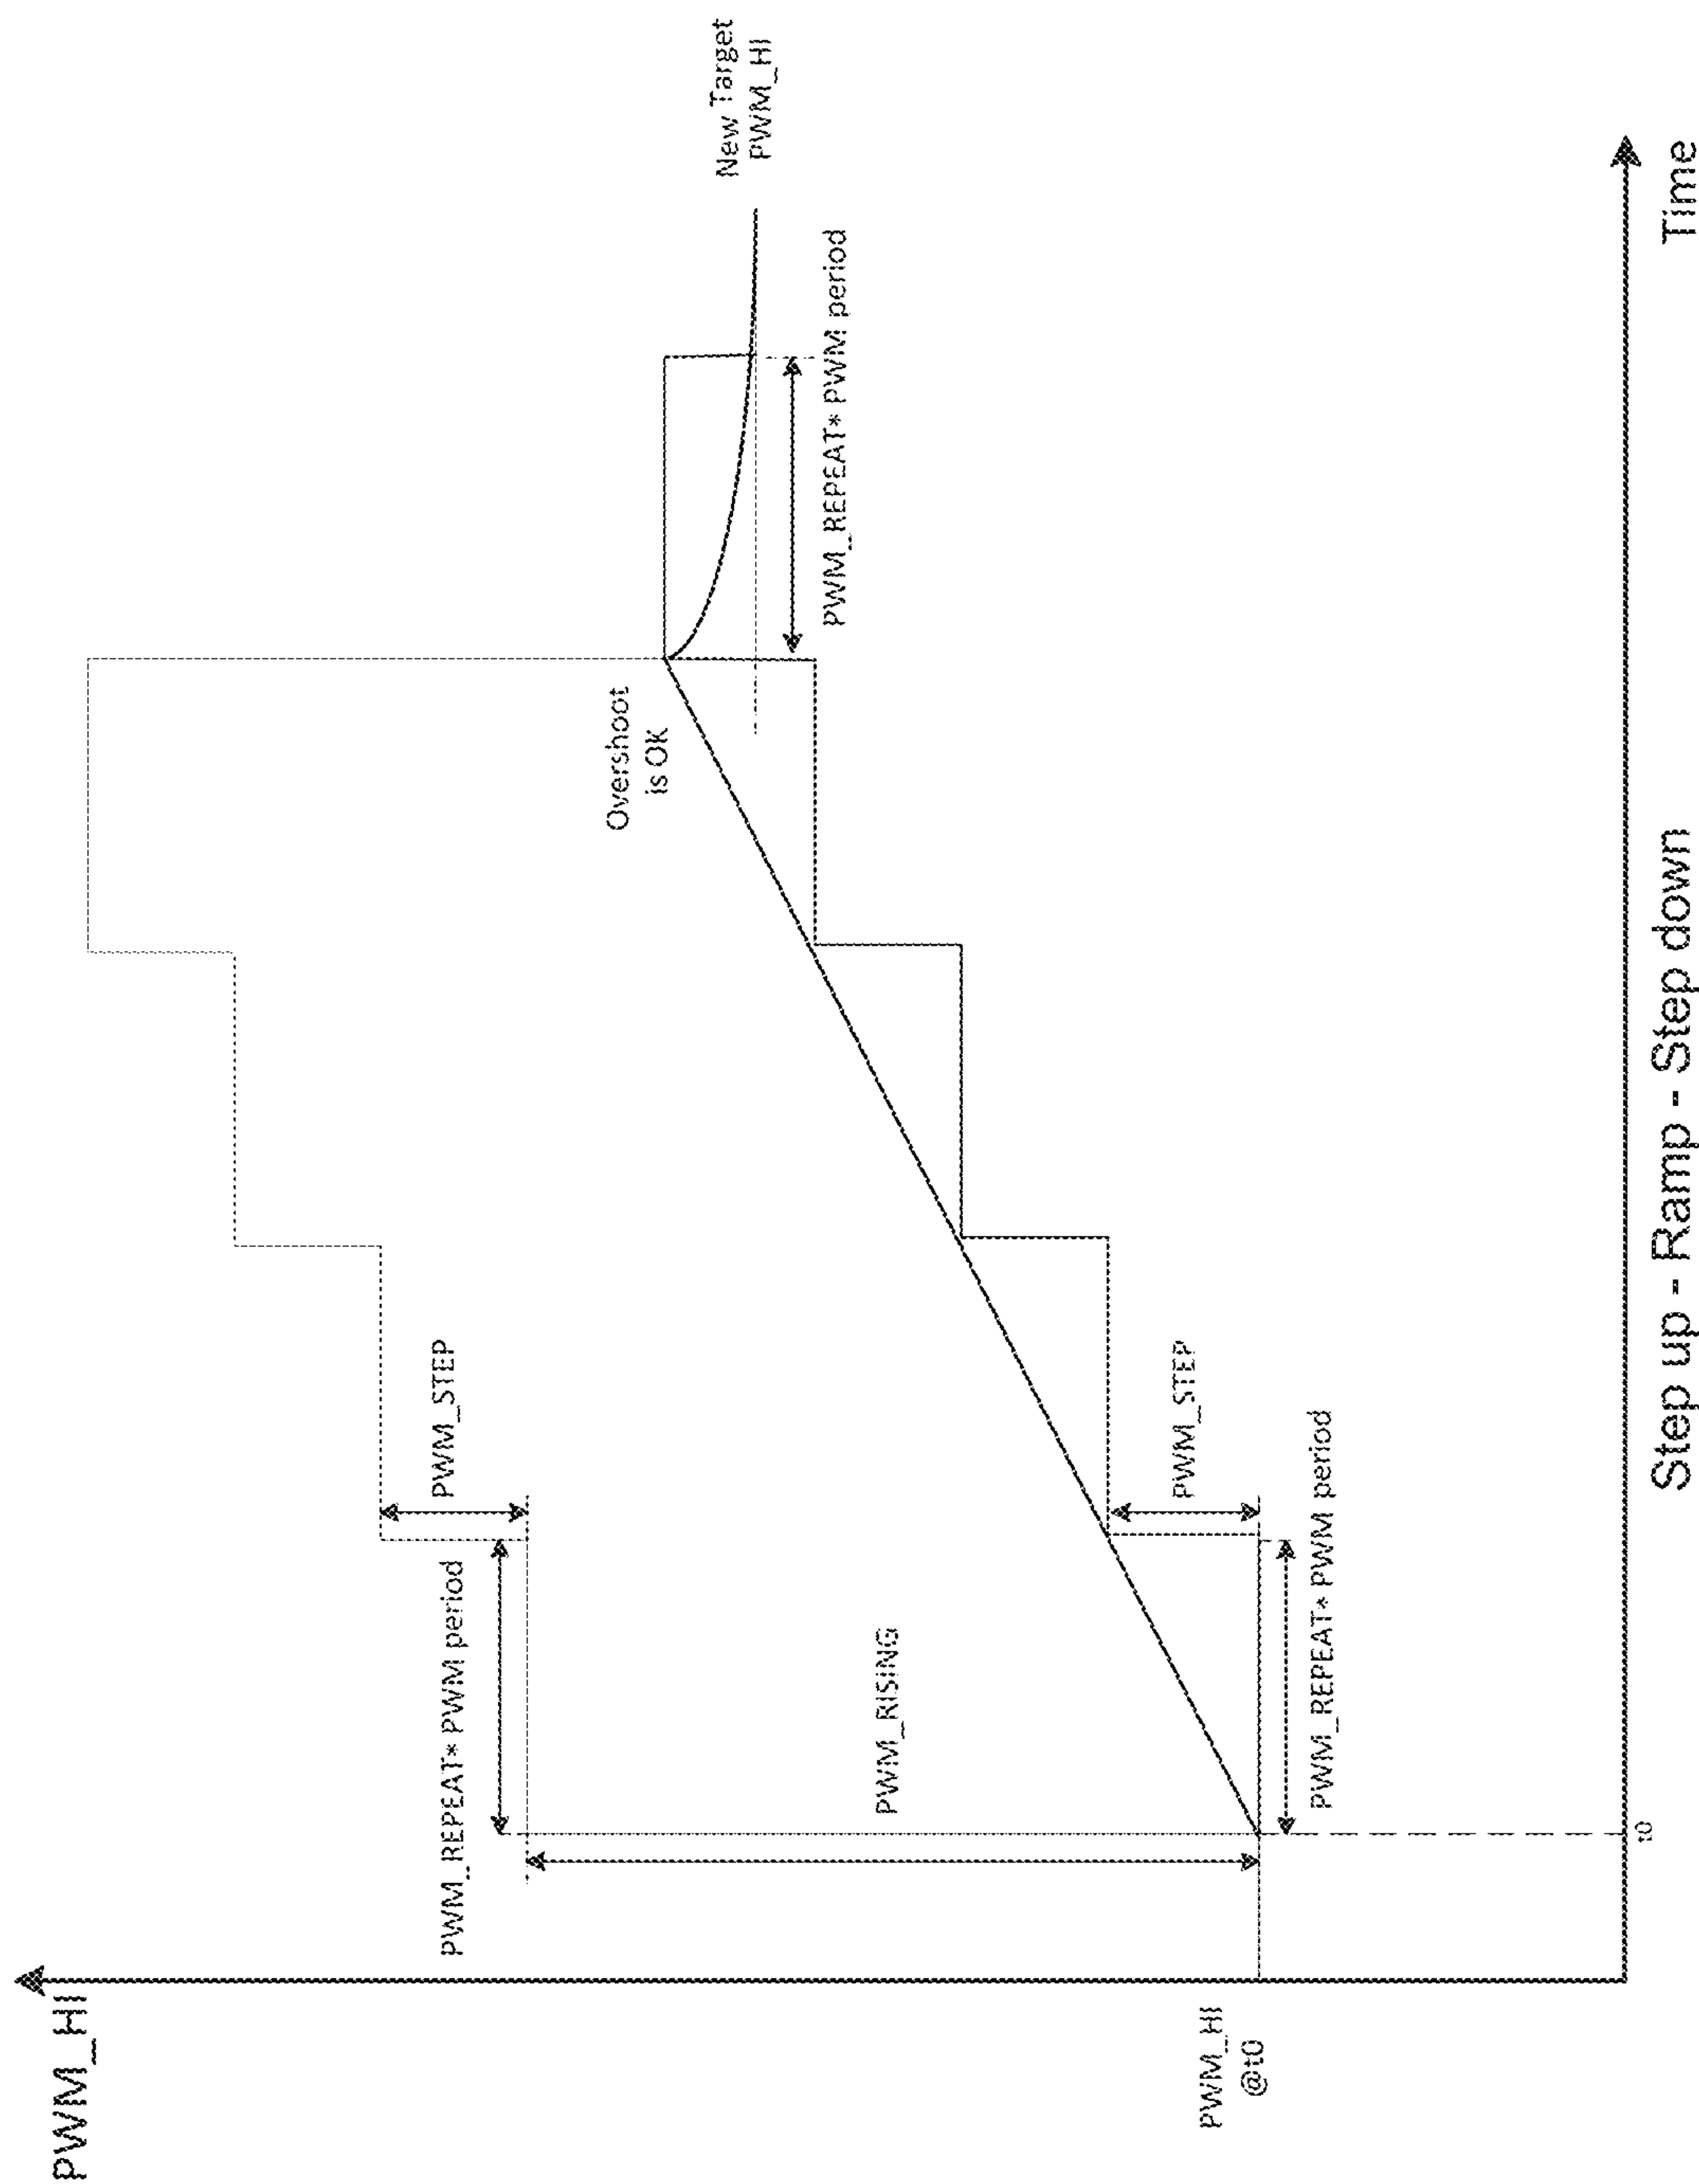 PWM_HI
New Target
PWM_HI
Overshoot
is OK
PWM_REPEAT* PWM period
PWM_STEP
PWM_REPEAT* PWM period
PWM_RISING
PWM_STEP
PWM_REPEAT* PWM period
PWM_HI
@t0
t0
Time
Step up - Ramp - Step down